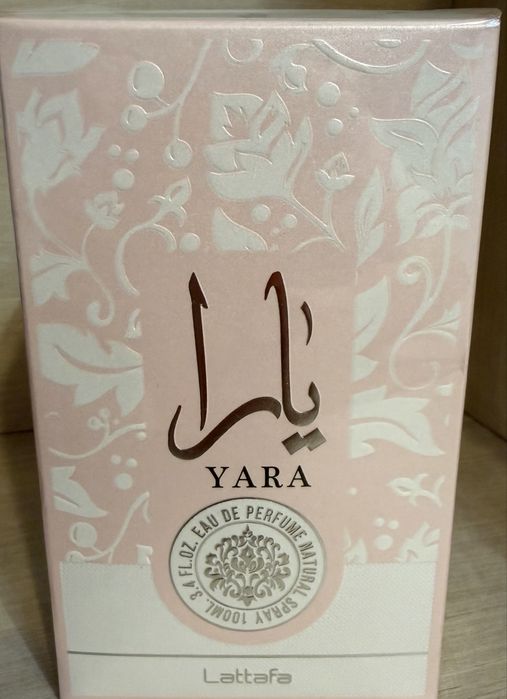 يارا
YARA
EAU DE PERFUME NATURAL SPRAY 100ML. 3.4 FL.OZ.
Lattafa